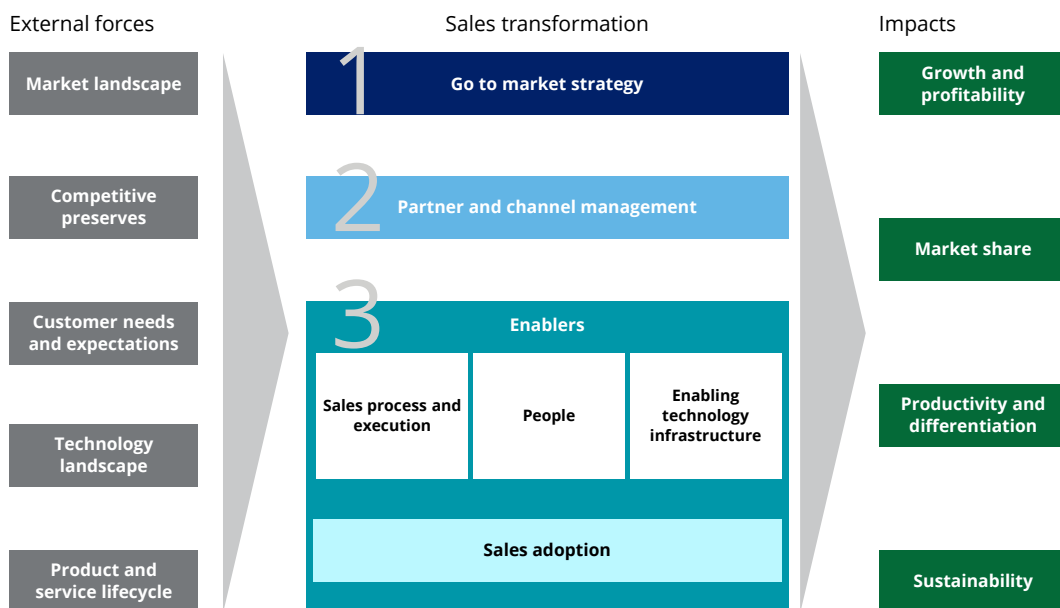 External forces
Market landscape
Competitive
preserves
Customer needs
and expectations
Technology
landscape
Product and
service lifecycle
Sales transformation
1
Go to market strategy
2
Partner and channel management
3
Enablers
Sales process and
execution
People
Enabling
technology
infrastructure
Sales adoption
Impacts
Growth and
profitability
Market share
Productivity and
differentiation
Sustainability